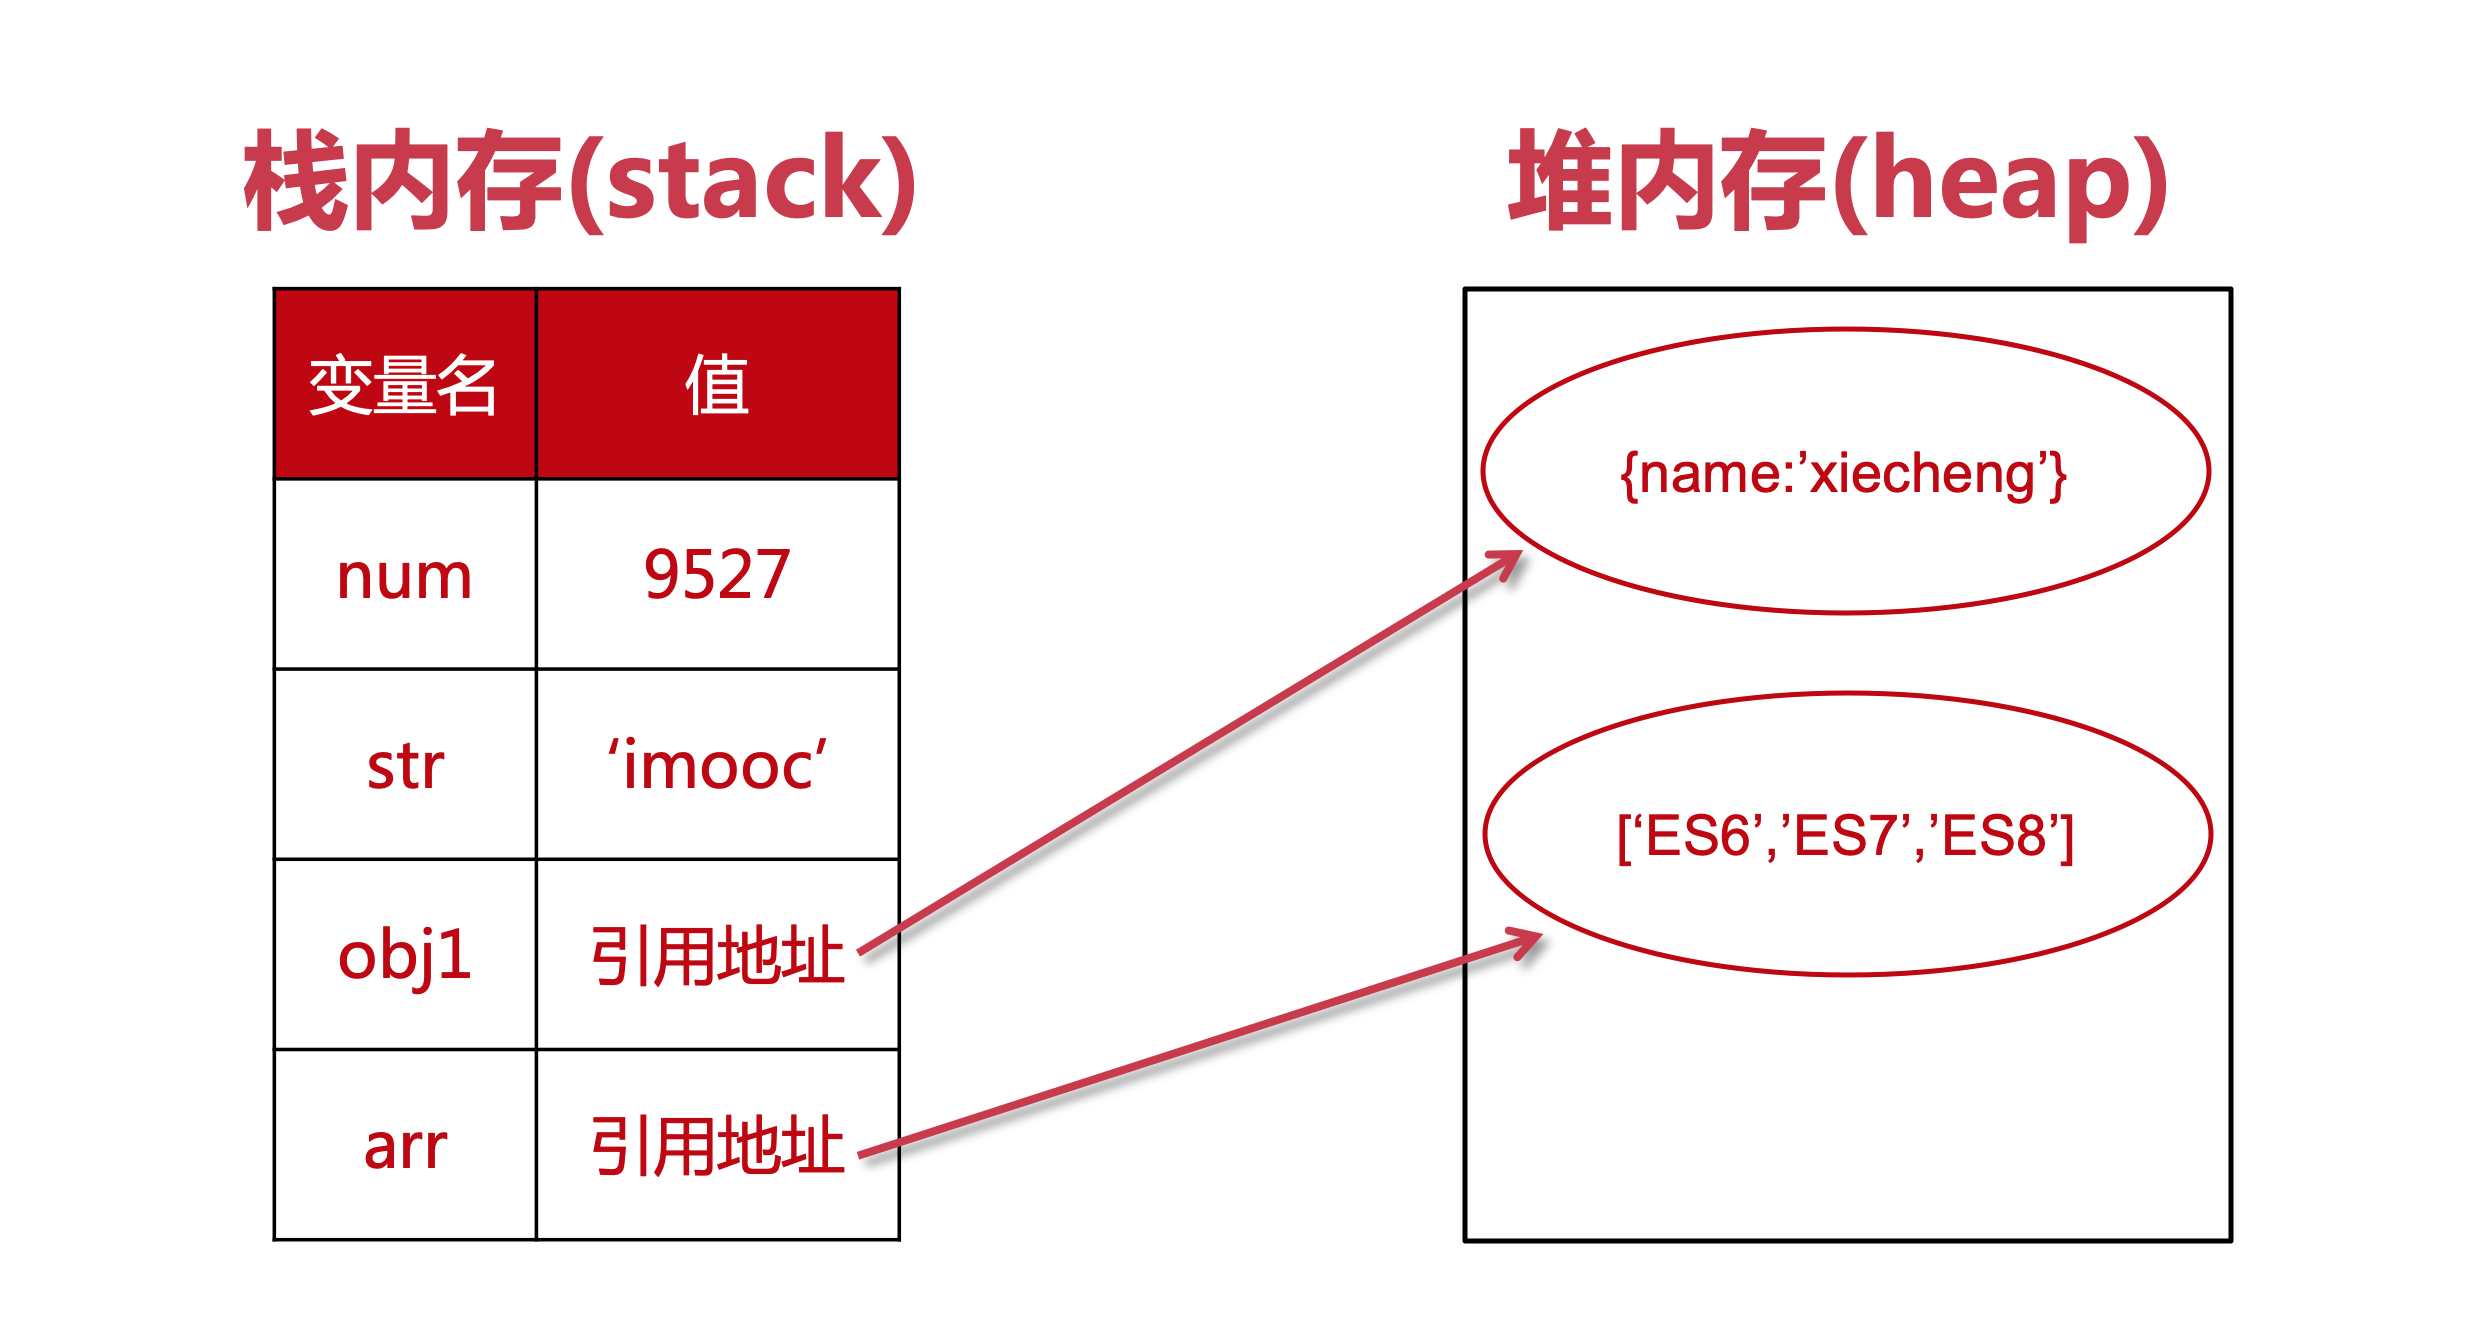 栈内存(stack)
变量名 值
num 9527
str ‘imooc’
obj1 引用地址
arr 引用地址
堆内存(heap)
{name:’xiecheng’}
[‘ES6’,’ES7’,’ES8’]